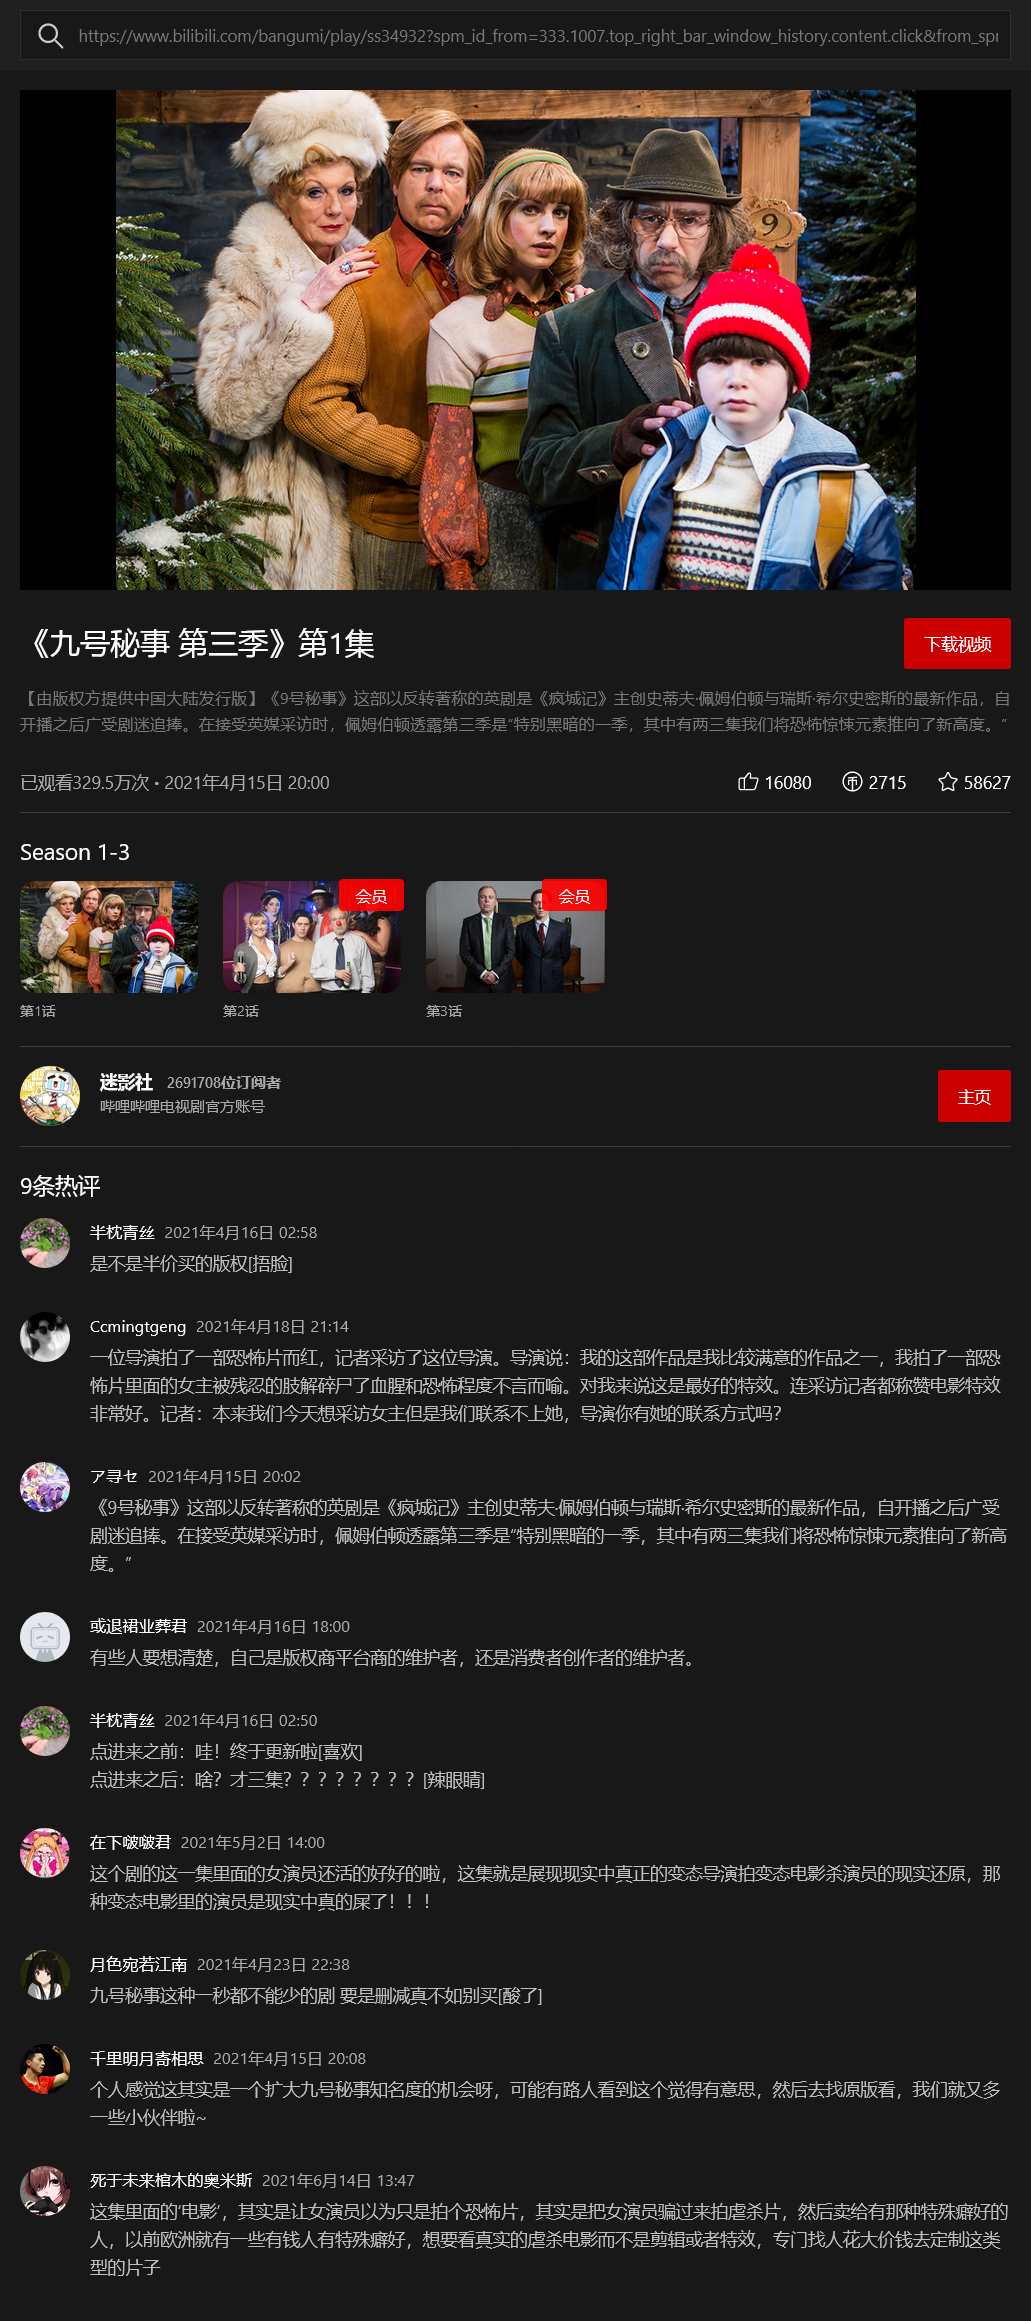 https://www.bilibili.com/bangumi/play/ss34932?spm_id_from=333.1007.top_right_bar_window_history.content.click&from_spr
9
《九号秘事 第三季》第1集
下载视频
【由版权方提供中国大陆发行版】《9号秘事》这部以反转著称的英剧是《疯城记》主创史蒂夫·佩姆伯顿与瑞斯·希尔史密斯的最新作品，自
开播之后广受剧迷追捧。在接受英媒采访时，佩姆伯顿透露第三季是“特别黑暗的一季，其中有两三集我们将恐怖惊悚元素推向了新高度。”
已观看329.5万次 • 2021年4月15日 20:00
16080
2715
58627
Season 1-3
会员
会员
第1话
第2话
第3话
迷影社 2691708位订阅者
哔哩哔哩电视剧官方账号
主页
9条热评
半枕青丝 2021年4月16日 02:58
是不是半价买的版权[捂脸]
Ccmingtgeng 2021年4月18日 21:14
一位导演拍了一部恐怖片而红，记者采访了这位导演。导演说：我的这部作品是我比较满意的作品之一，我拍了一部恐
怖片里面的女主被残忍的肢解碎尸了血腥和恐怖程度不言而喻。对我来说这是最好的特效。连采访记者都称赞电影特效
非常好。记者：本来我们今天想采访女主但是我们联系不上她，导演你有她的联系方式吗？
ア寻セ 2021年4月15日 20:02
《9号秘事》这部以反转著称的英剧是《疯城记》主创史蒂夫·佩姆伯顿与瑞斯·希尔史密斯的最新作品，自开播之后广受
剧迷追捧。在接受英媒采访时，佩姆伯顿透露第三季是“特别黑暗的一季，其中有两三集我们将恐怖惊悚元素推向了新高
度。”
或退裙业葬君 2021年4月16日 18:00
有些人要想清楚，自己是版权商平台商的维护者，还是消费者创作者的维护者。
半枕青丝 2021年4月16日 02:50
点进来之前：哇！终于更新啦[喜欢]
点进来之后：啥？才三集？？？？？？？？[辣眼睛]
在下啵啵君 2021年5月2日 14:00
这个剧的这一集里面的女演员还活的好好的啦，这集就是展现现实中真正的变态导演拍变态电影杀演员的现实还原，那
种变态电影里的演员是现实中真的屎了！！！
月色宛若江南 2021年4月23日 22:38
九号秘事这种一秒都不能少的剧 要是删减真不如别买[酸了]
千里明月寄相思 2021年4月15日 20:08
个人感觉这其实是一个扩大九号秘事知名度的机会呀，可能有路人看到这个觉得有意思，然后去找原版看，我们就又多
一些小伙伴啦~
死于未来棺木的奥米斯 2021年6月14日 13:47
这集里面的‘电影’，其实是让女演员以为只是拍个恐怖片，其实是把女演员骗过来拍虐杀片，然后卖给有那种特殊癖好的
人，以前欧洲就有一些有钱人有特殊癖好，想要看真实的虐杀电影而不是剪辑或者特效，专门找人花大价钱去定制这类
型的片子